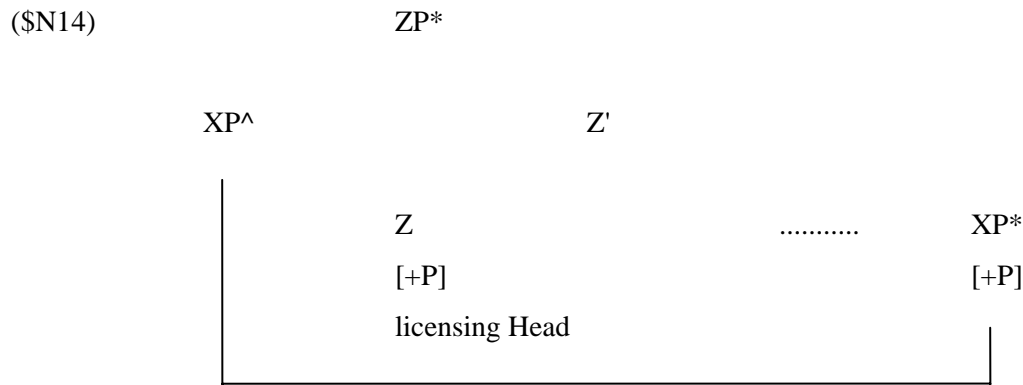 ($N14) ZP*
XP^ Z'
Z ........... XP*
[+P] [+P]
licensing Head